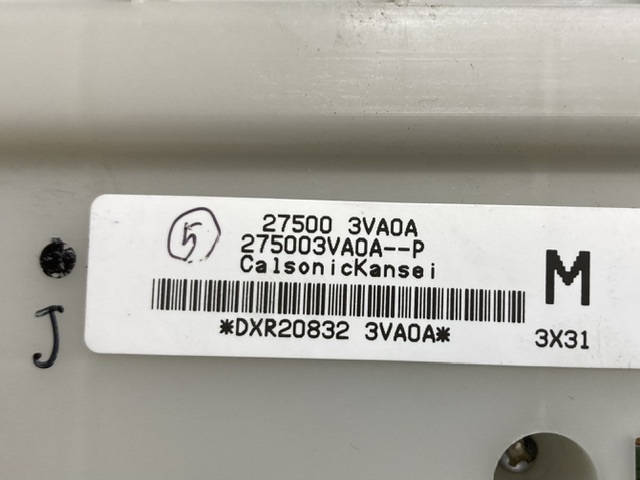 5
27500 3VA0A
275003VA0A--P
CalsonicKansei
M
*DXR20832 3VA0A*
3X31
J